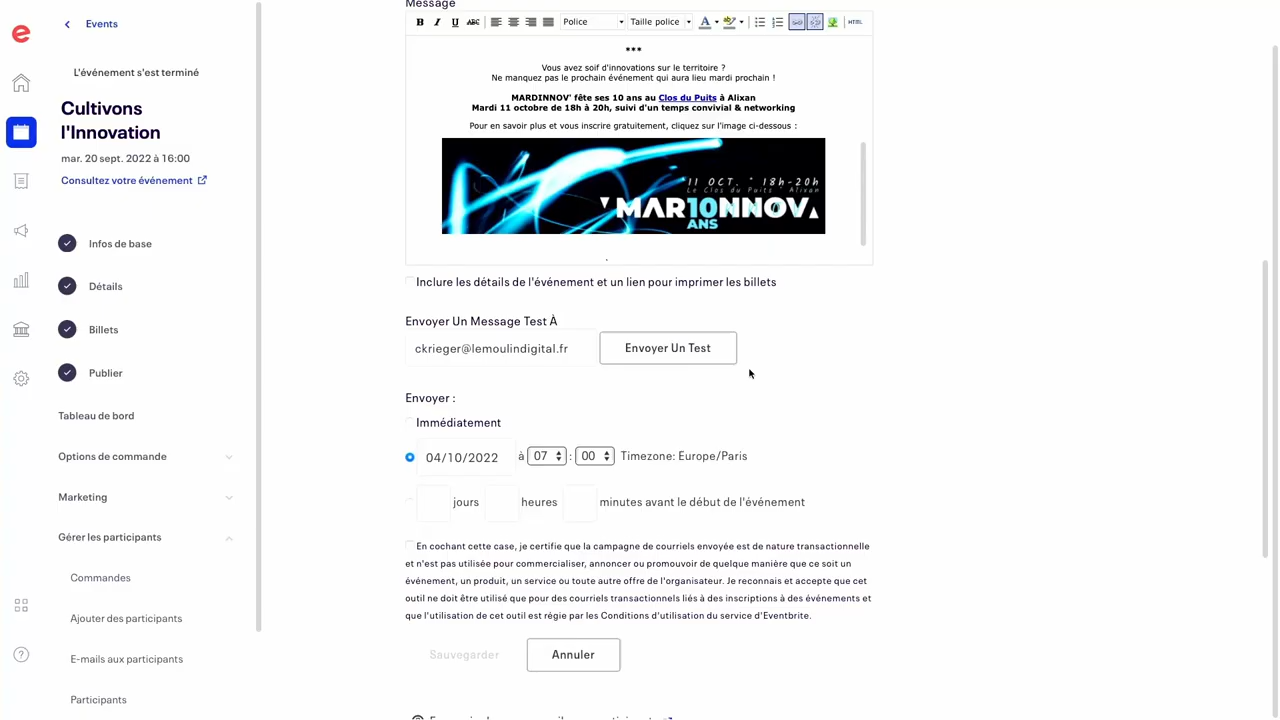 Events
L'événement s'est terminé
Cultivons
l'Innovation
mar. 20 sept. 2022 à 16:00
Consultez votre événement
Infos de base
Détails
Billets
Publier
Tableau de bord
Options de commande
Marketing
Gérer les participants
Commandes
Ajouter des participants
E-mails aux participants
Participants
Message
B I U ABC Police Taille police A HTML
***
Vous avez soif d'innovations sur le territoire ?
Ne manquez pas le prochain événement qui aura lieu mardi prochain !
MARDINNOV' fête ses 10 ans au Clos du Puits à Alixan
Mardi 11 octobre de 18h à 20h, suivi d'un temps convivial & networking
Pour en savoir plus et vous inscrire gratuitement, cliquez sur l'image ci-dessous :
11 OCT. * 18h-20h
Le Clos du Puits * Alixan
MAR10NNOV
ANS
.
Inclure les détails de l'événement et un lien pour imprimer les billets
Envoyer Un Message Test À
ckrieger@lemoulindigital.fr Envoyer Un Test
Envoyer :
Immédiatement
04/10/2022 à 07 : 00 Timezone: Europe/Paris
jours heures minutes avant le début de l'événement
En cochant cette case, je certifie que la campagne de courriels envoyée est de nature transactionnelle
et n'est pas utilisée pour commercialiser, annoncer ou promouvoir de quelque manière que ce soit un
événement, un produit, un service ou toute autre offre de l'organisateur. Je reconnais et accepte que cet
outil ne doit être utilisé que pour des courriels transactionnels liés à des inscriptions à des événements et
que l'utilisation de cet outil est régie par les Conditions d'utilisation du service d'Eventbrite.
Sauvegarder Annuler